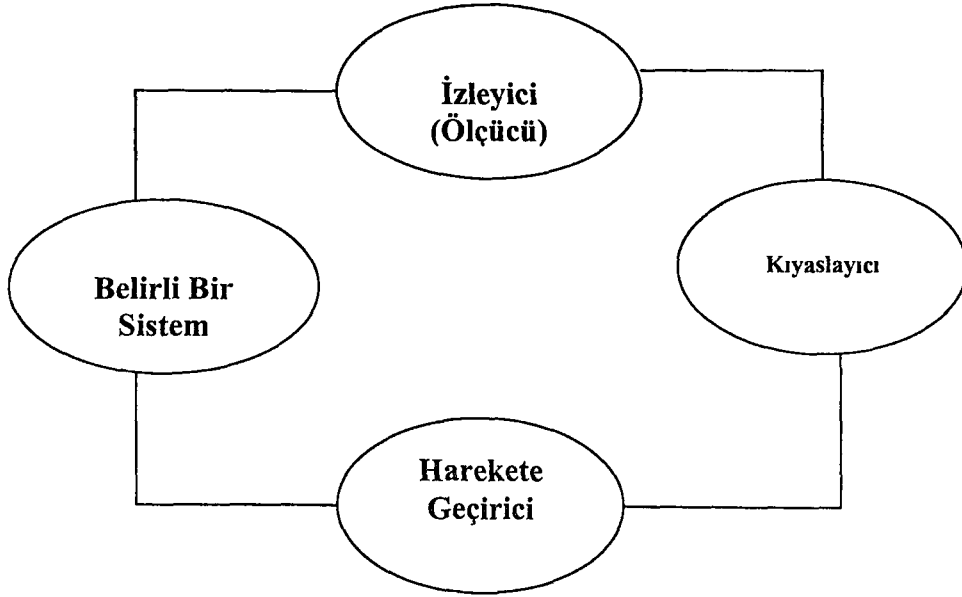 İzleyici
(Ölçücü)
Kıyaslayıcı
Belirli Bir
Sistem
Harekete
Geçirici